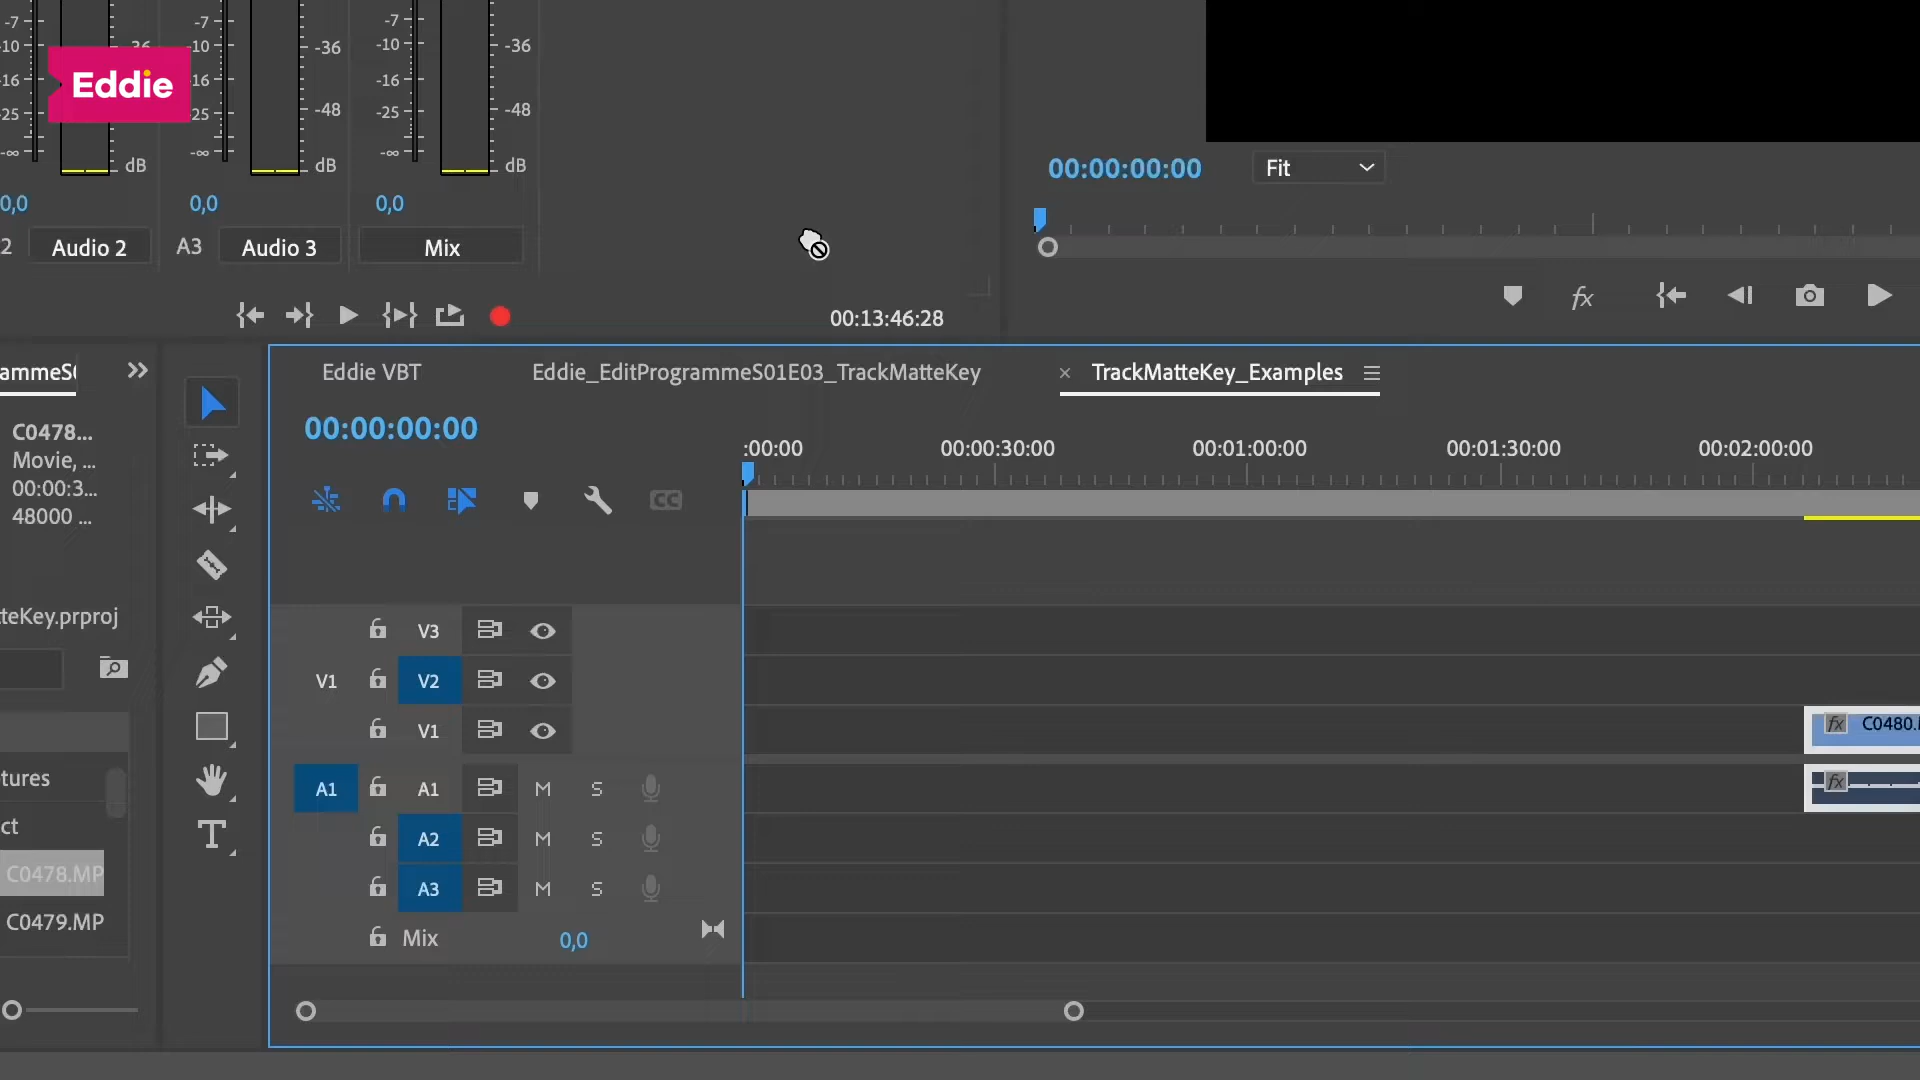 -7 -7 -7
-10 36 -10 -36 -10 -36
Eddie
-16 16 -16
-25 25 -48 -25 -48
-∞ dB -∞ dB -∞ dB
0,0 0,0 0,0
2 Audio 2 A3 Audio 3 Mix
00:13:46:28
00:00:00:00 Fit
fx
ammeS0
Eddie VBT Eddie_EditProgrammeS01E03_TrackMatteKey × TrackMatteKey_Examples
C0478...
Movie, ...
00:00:3...
48000 ...
teKey.prproj
tures
ct
C0478.MP
C0479.MP
T
00:00:00:00
:00:00 00:00:30:00 00:01:00:00 00:01:30:00 00:02:00:00
CC
V3
V1 V2
V1 fx C0480.
A1 A1 M S fx
A2 M S
A3 M S
Mix 0,0